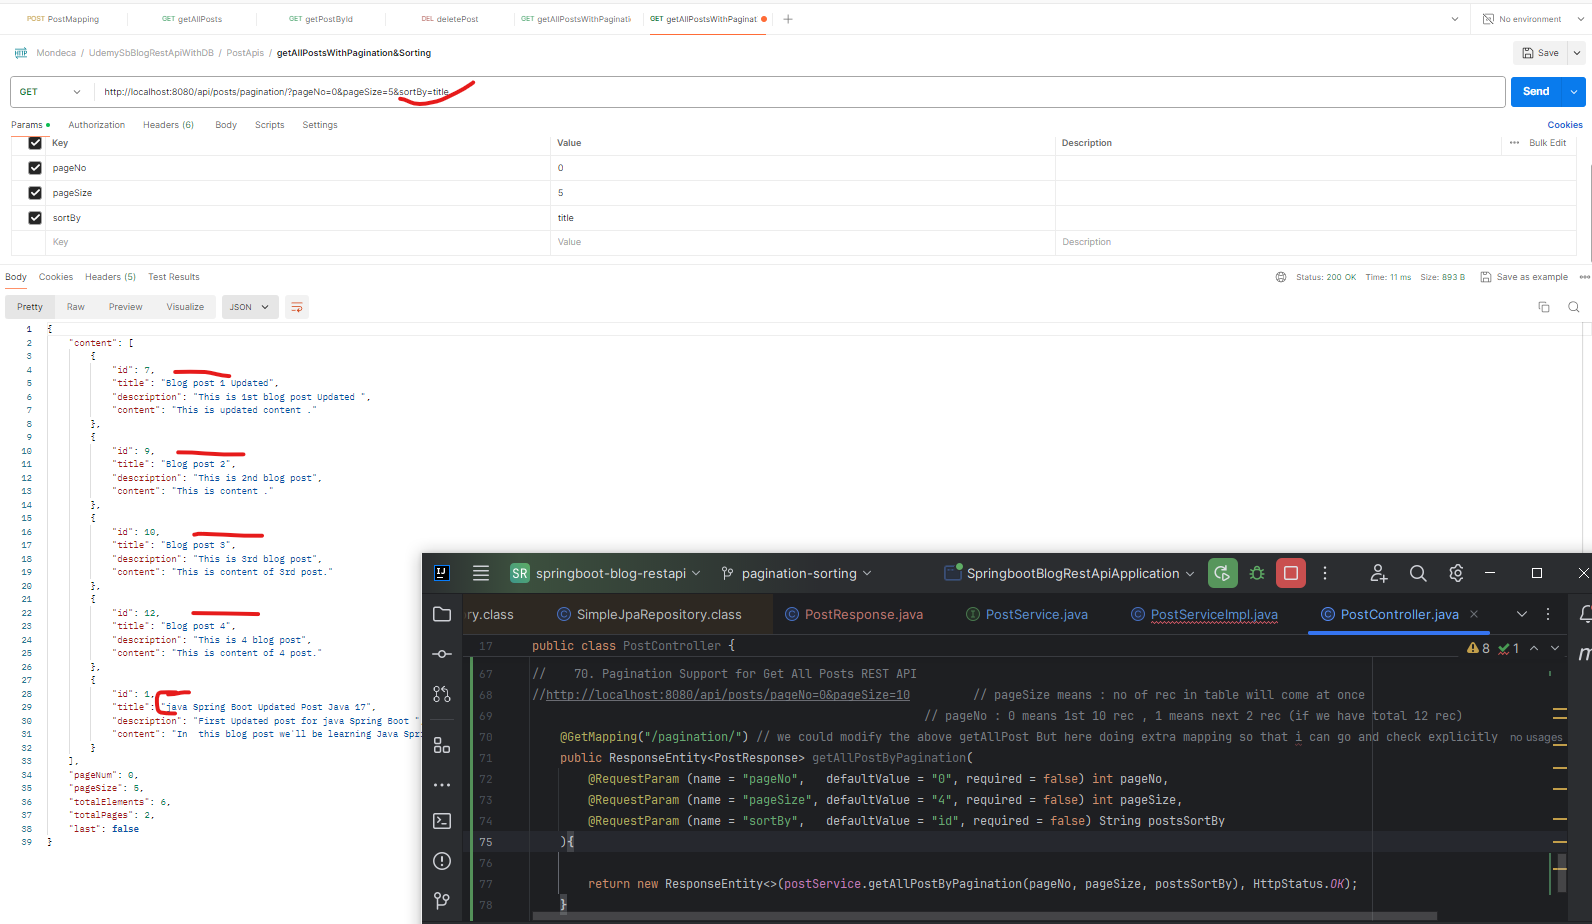 POST PostMapping
GET getAllPosts
GET getPostByid
DEL deletePost
GET getAllPostsWithPaginati
GET getAllPostsWithPaginat
No environment
Mondeca / UdemySbBlogRestApiWithDB / PostApis / getAllPostsWithPagination&Sorting
Save
GET
http://localhost:8080/api/posts/pagination/?pageNo=0&pageSize=5&sortBy=title
Send
Params Authorization Headers (6) Body Scripts Settings
Cookies
Key Value Description
Bulk Edit
pageNo 0
pageSize 5
sortBy title
Key Value Description
Body Cookies Headers (5) Test Results
Status: 200 OK Time: 11 ms Size: 893 B Save as example
Pretty Raw Preview Visualize JSON
1 {
2 "content": [
3 {
4 "id": 7,
5 "title": "Blog post 1 Updated",
6 "description": "This is 1st blog post Updated ",
7 "content": "This is updated content ."
8 },
9 {
10 "id": 9,
11 "title": "Blog post 2",
12 "description": "This is 2nd blog post",
13 "content": "This is content ."
14 },
15 {
16 "id": 10,
17 "title": "Blog post 3",
18 "description": "This is 3rd blog post",
19 "content": "This is content of 3rd post."
20 },
21 {
22 "id": 12,
23 "title": "Blog post 4",
24 "description": "This is 4 blog post",
25 "content": "This is content of 4 post."
26 },
27 {
28 "id": 1,
29 "title": "java Spring Boot Updated Post Java 17",
30 "description": "First Updated post for java Spring Boot ",
31 "content": "In  this blog post we'll be learning Java Spri
32 }
33 ],
34 "pageNum": 0,
35 "pageSize": 5,
36 "totalElements": 6,
37 "totalPages": 2,
38 "last": false
39 }
IJ
SR springboot-blog-restapi
pagination-sorting
SpringbootBlogRestApiApplication
ory.class
SimpleJpaRepository.class
PostResponse.java
PostService.java
PostServiceImpl.java
PostController.java
17 public class PostController {
8 1
67 // 70. Pagination Support for Get All Posts REST API
68 //http://localhost:8080/api/posts/pageNo=0&pageSize=10 // pageSize means : no of rec in table will come at once
69 // pageNo : 0 means 1st 10 rec , 1 means next 2 rec (if we have total 12 rec)
70 @GetMapping("/pagination/") // we could modify the above getAllPost But here doing extra mapping so that i can go and check explicitly no usages
71 public ResponseEntity<PostResponse> getAllPostByPagination(
72 @RequestParam (name = "pageNo", defaultValue = "0", required = false) int pageNo,
73 @RequestParam (name = "pageSize", defaultValue = "4", required = false) int pageSize,
74 @RequestParam (name = "sortBy", defaultValue = "id", required = false) String postsSortBy
75 ){
76
77 return new ResponseEntity<>(postService.getAllPostByPagination(pageNo, pageSize, postsSortBy), HttpStatus.OK);
78 }
m